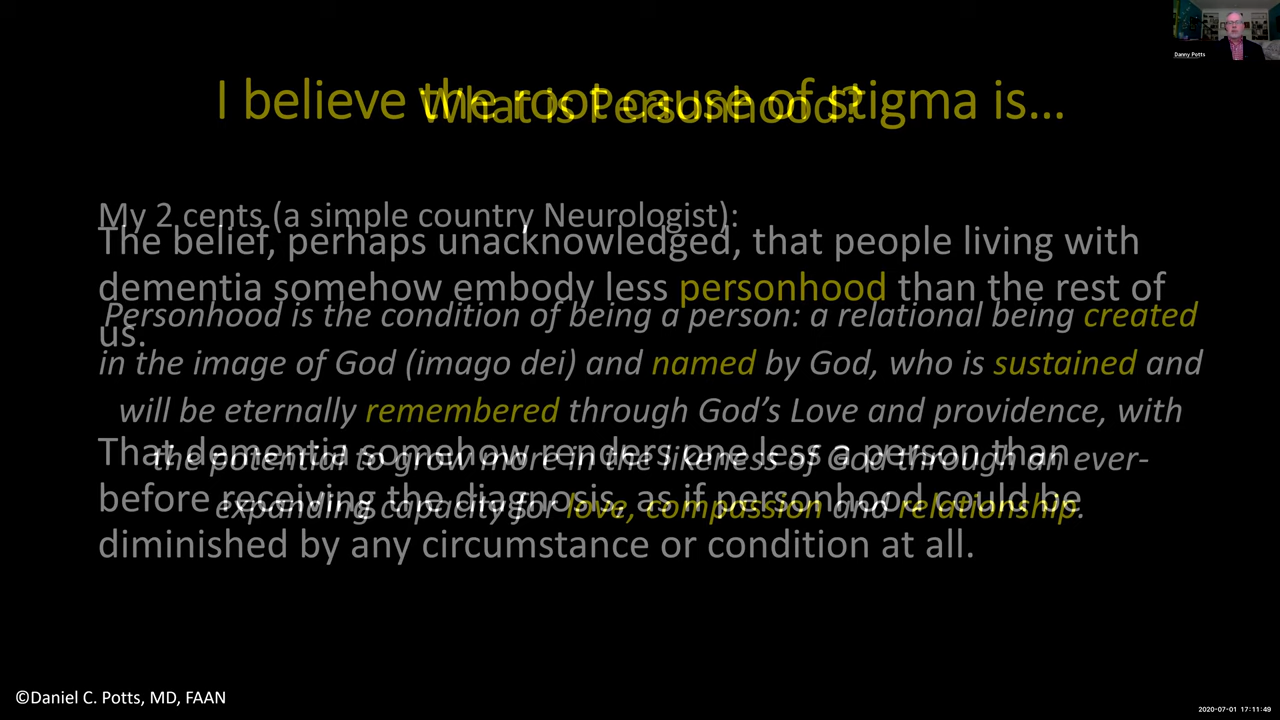 Danny Potts
I believe the root cause of stigma is...
What is Personhood?
My 2 cents (a simple country Neurologist):
The belief, perhaps unacknowledged, that people living with
dementia somehow embody less personhood than the rest of
us.
Personhood is the condition of being a person: a relational being created
in the image of God (imago dei) and named by God, who is sustained and
will be eternally remembered through God's Love and providence, with
the potential to grow more in the likeness of God through an ever-
expanding capacity for love, compassion and relationship.
That dementia somehow renders one less a person than
before receiving the diagnosis, as if personhood could be
diminished by any circumstance or condition at all.
©Daniel C. Potts, MD, FAAN
2020-07-01 17:11:49